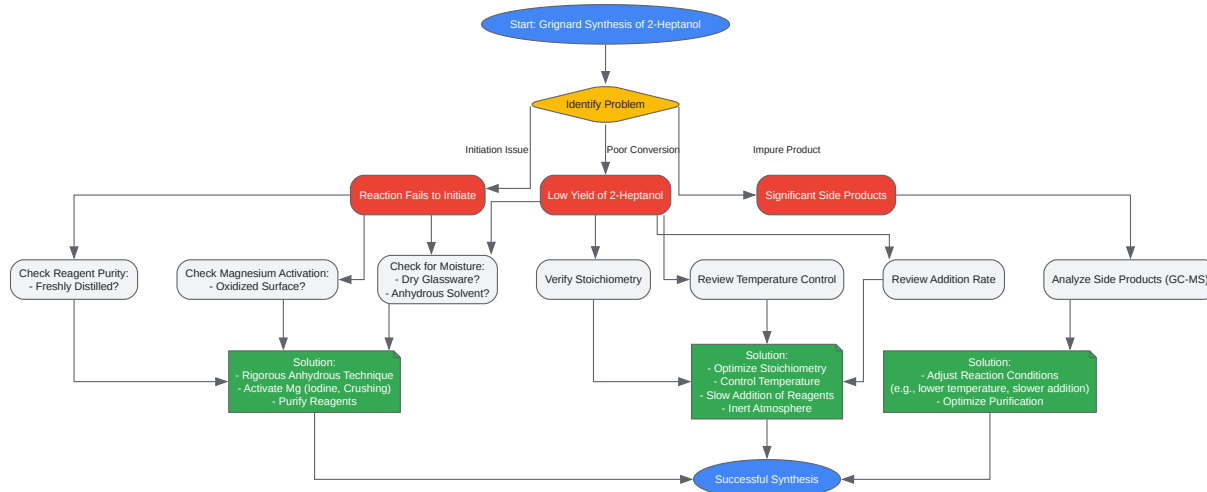 Start: Grignard Synthesis of 2-Heptanol
Identify Problem
Initiation Issue
Poor Conversion
Impure Product
Reaction Fails to Initiate
Low Yield of 2-Heptanol
Significant Side Products
Check Reagent Purity:
- Freshly Distilled?
Check Magnesium Activation:
- Oxidized Surface?
Check for Moisture:
- Dry Glassware?
- Anhydrous Solvent?
Verify Stoichiometry
Review Temperature Control
Review Addition Rate
Analyze Side Products (GC-MS)
Solution:
- Rigorous Anhydrous Technique
- Activate Mg (Iodine, Crushing)
- Purify Reagents
Solution:
- Optimize Stoichiometry
- Control Temperature
- Slow Addition of Reagents
- Inert Atmosphere
Solution:
- Adjust Reaction Conditions
(e.g., lower temperature, slower addition)
- Optimize Purification
Successful Synthesis